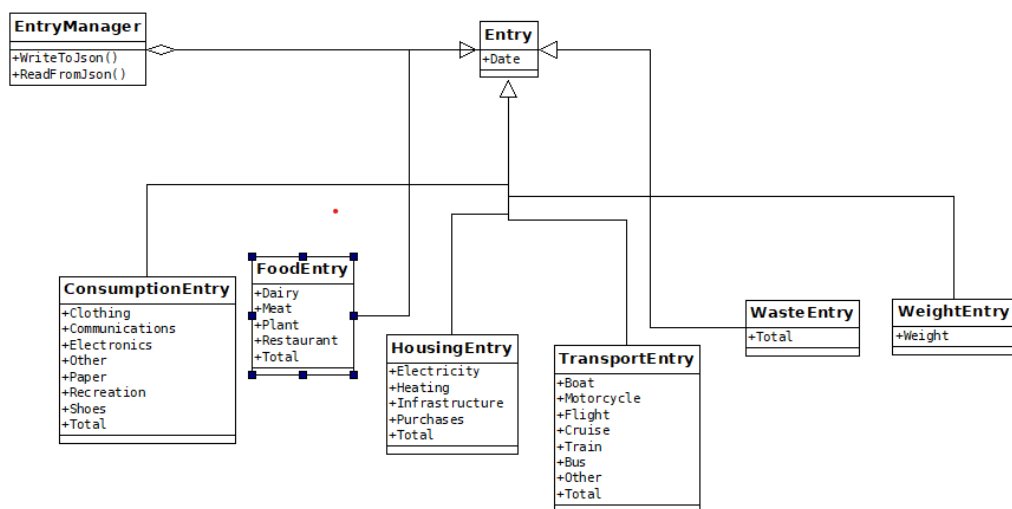 EntryManager
+WriteToJson()
+ReadFromJson()
Entry
+Date
ConsumptionEntry
+Clothing
+Communications
+Electronics
+Other
+Paper
+Recreation
+Shoes
+Total
FoodEntry
+Dairy
+Meat
+Plant
+Restaurant
+Total
HousingEntry
+Electricity
+Heating
+Infrastructure
+Purchases
+Total
TransportEntry
+Boat
+Motorcycle
+Flight
+Cruise
+Train
+Bus
+Other
+Total
WasteEntry
+Total
WeightEntry
+Weight